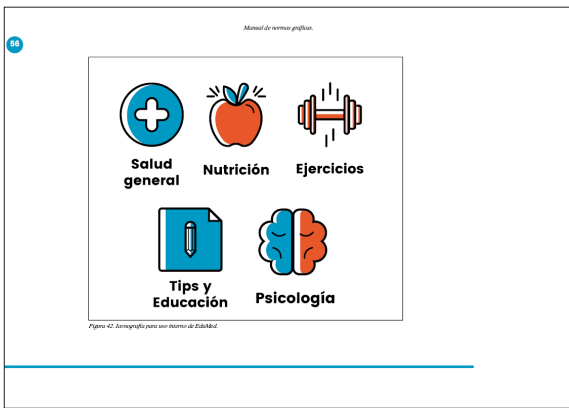 Manual de normas gráficas.
56
Salud
general
Nutrición
Ejercicios
Tips y
Educación
Psicología
Figura 42. Iconografía para uso interno de EduMed.